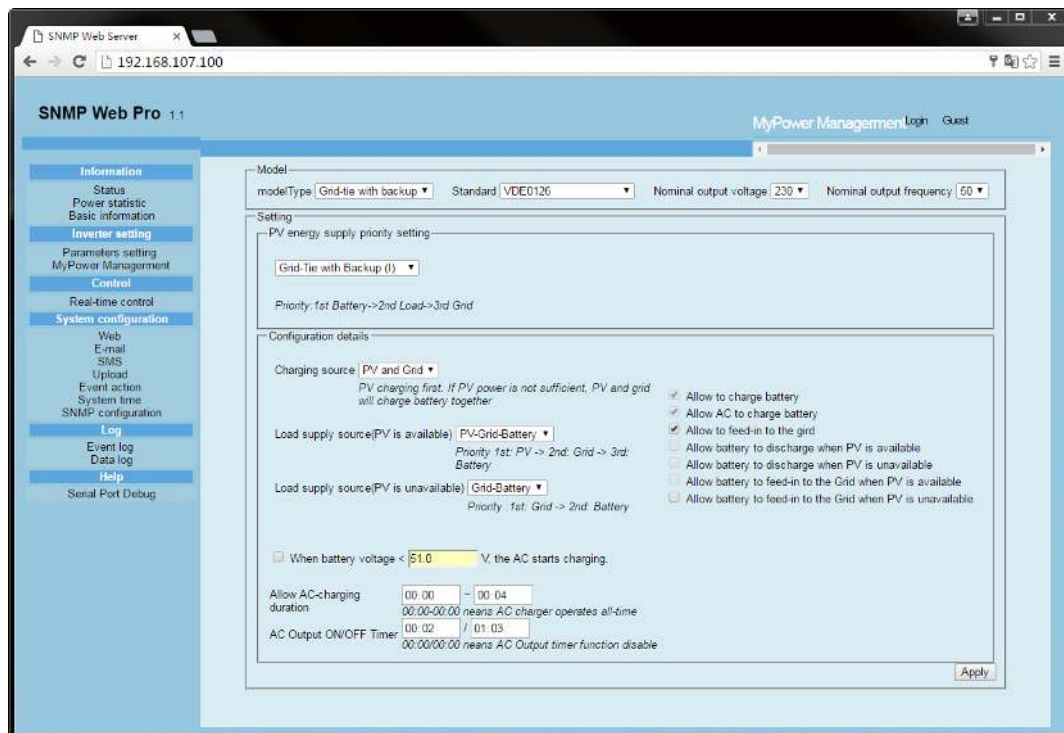 SNMP Web Server
192.168.107.100
SNMP Web Pro 1.1
MyPower Managerment Login Guest
Information
Status
Power statistic
Basic information
Inverter setting
Parameters setting
MyPower Managerment
Control
Real-time control
System configuration
Web
E-mail
SMS
Upload
Event action
System time
SNMP configuration
Log
Event log
Data log
Help
Serial Port Debug
Model
modelType Grid-tie with backup Standard VDE0126 Nominal output voltage 230 Nominal output frequency 50
Setting
PV energy supply priority setting
Grid-Tie with Backup (I)
Priority:1st Battery->2nd Load->3rd Grid
Configuration details
Charging source PV and Grid
PV charging first. If PV power is not sufficient, PV and grid
will charge battery together
Load supply source(PV is available) PV-Grid-Battery
Priority 1st: PV -> 2nd: Grid -> 3rd:
Battery
Load supply source(PV is unavailable) Grid-Battery
Priority :1st: Grid -> 2nd: Battery
Allow to charge battery
Allow AC to charge battery
Allow to feed-in to the gird
Allow battery to discharge when PV is available
Allow battery to discharge when PV is unavailable
Allow battery to feed-in to the Grid when PV is available
Allow battery to feed-in to the Grid when PV is unavailable
When battery voltage < 51.0 V, the AC starts charging.
Allow AC-charging
duration
00:00 ~ 00:04
00:00-00:00 neans AC charger operates all-time
AC Output ON/OFF Timer 00:02 / 01:03
00:00/00:00 neans AC Output timer function disable
Apply